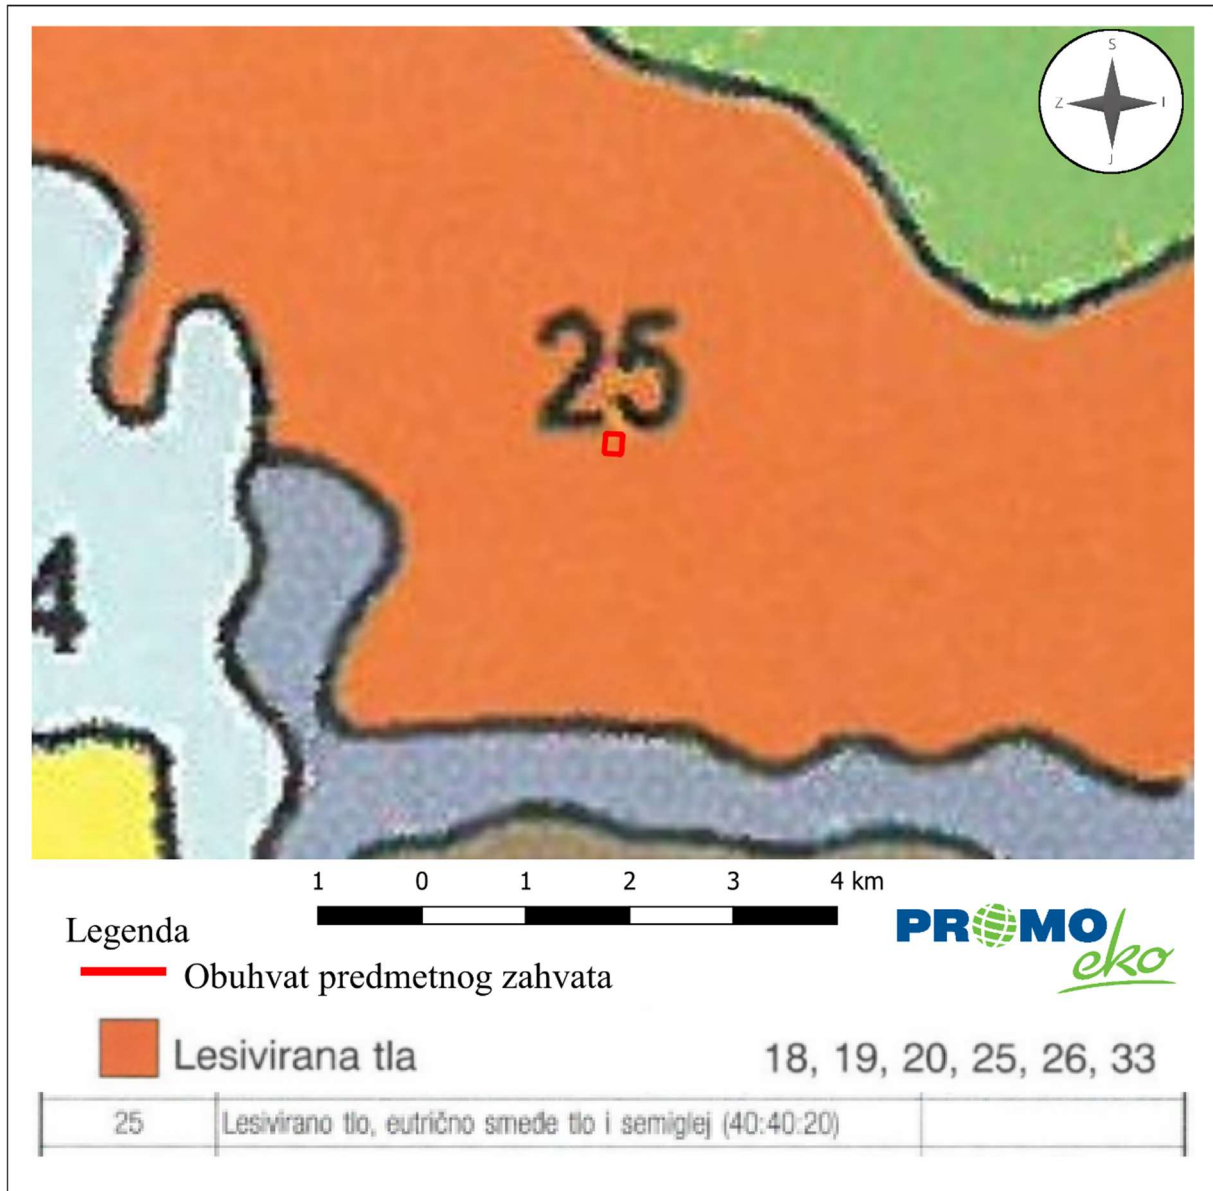 S
Z I
J
25
4
1 0 1 2 3 4 km
Legenda
PROMO
eko
Obuhvat predmetnog zahvata
Lesivirana tla 18, 19, 20, 25, 26, 33
25 Lesivirano tlo, eutrično smeđe tlo i semiglej (40:40:20)